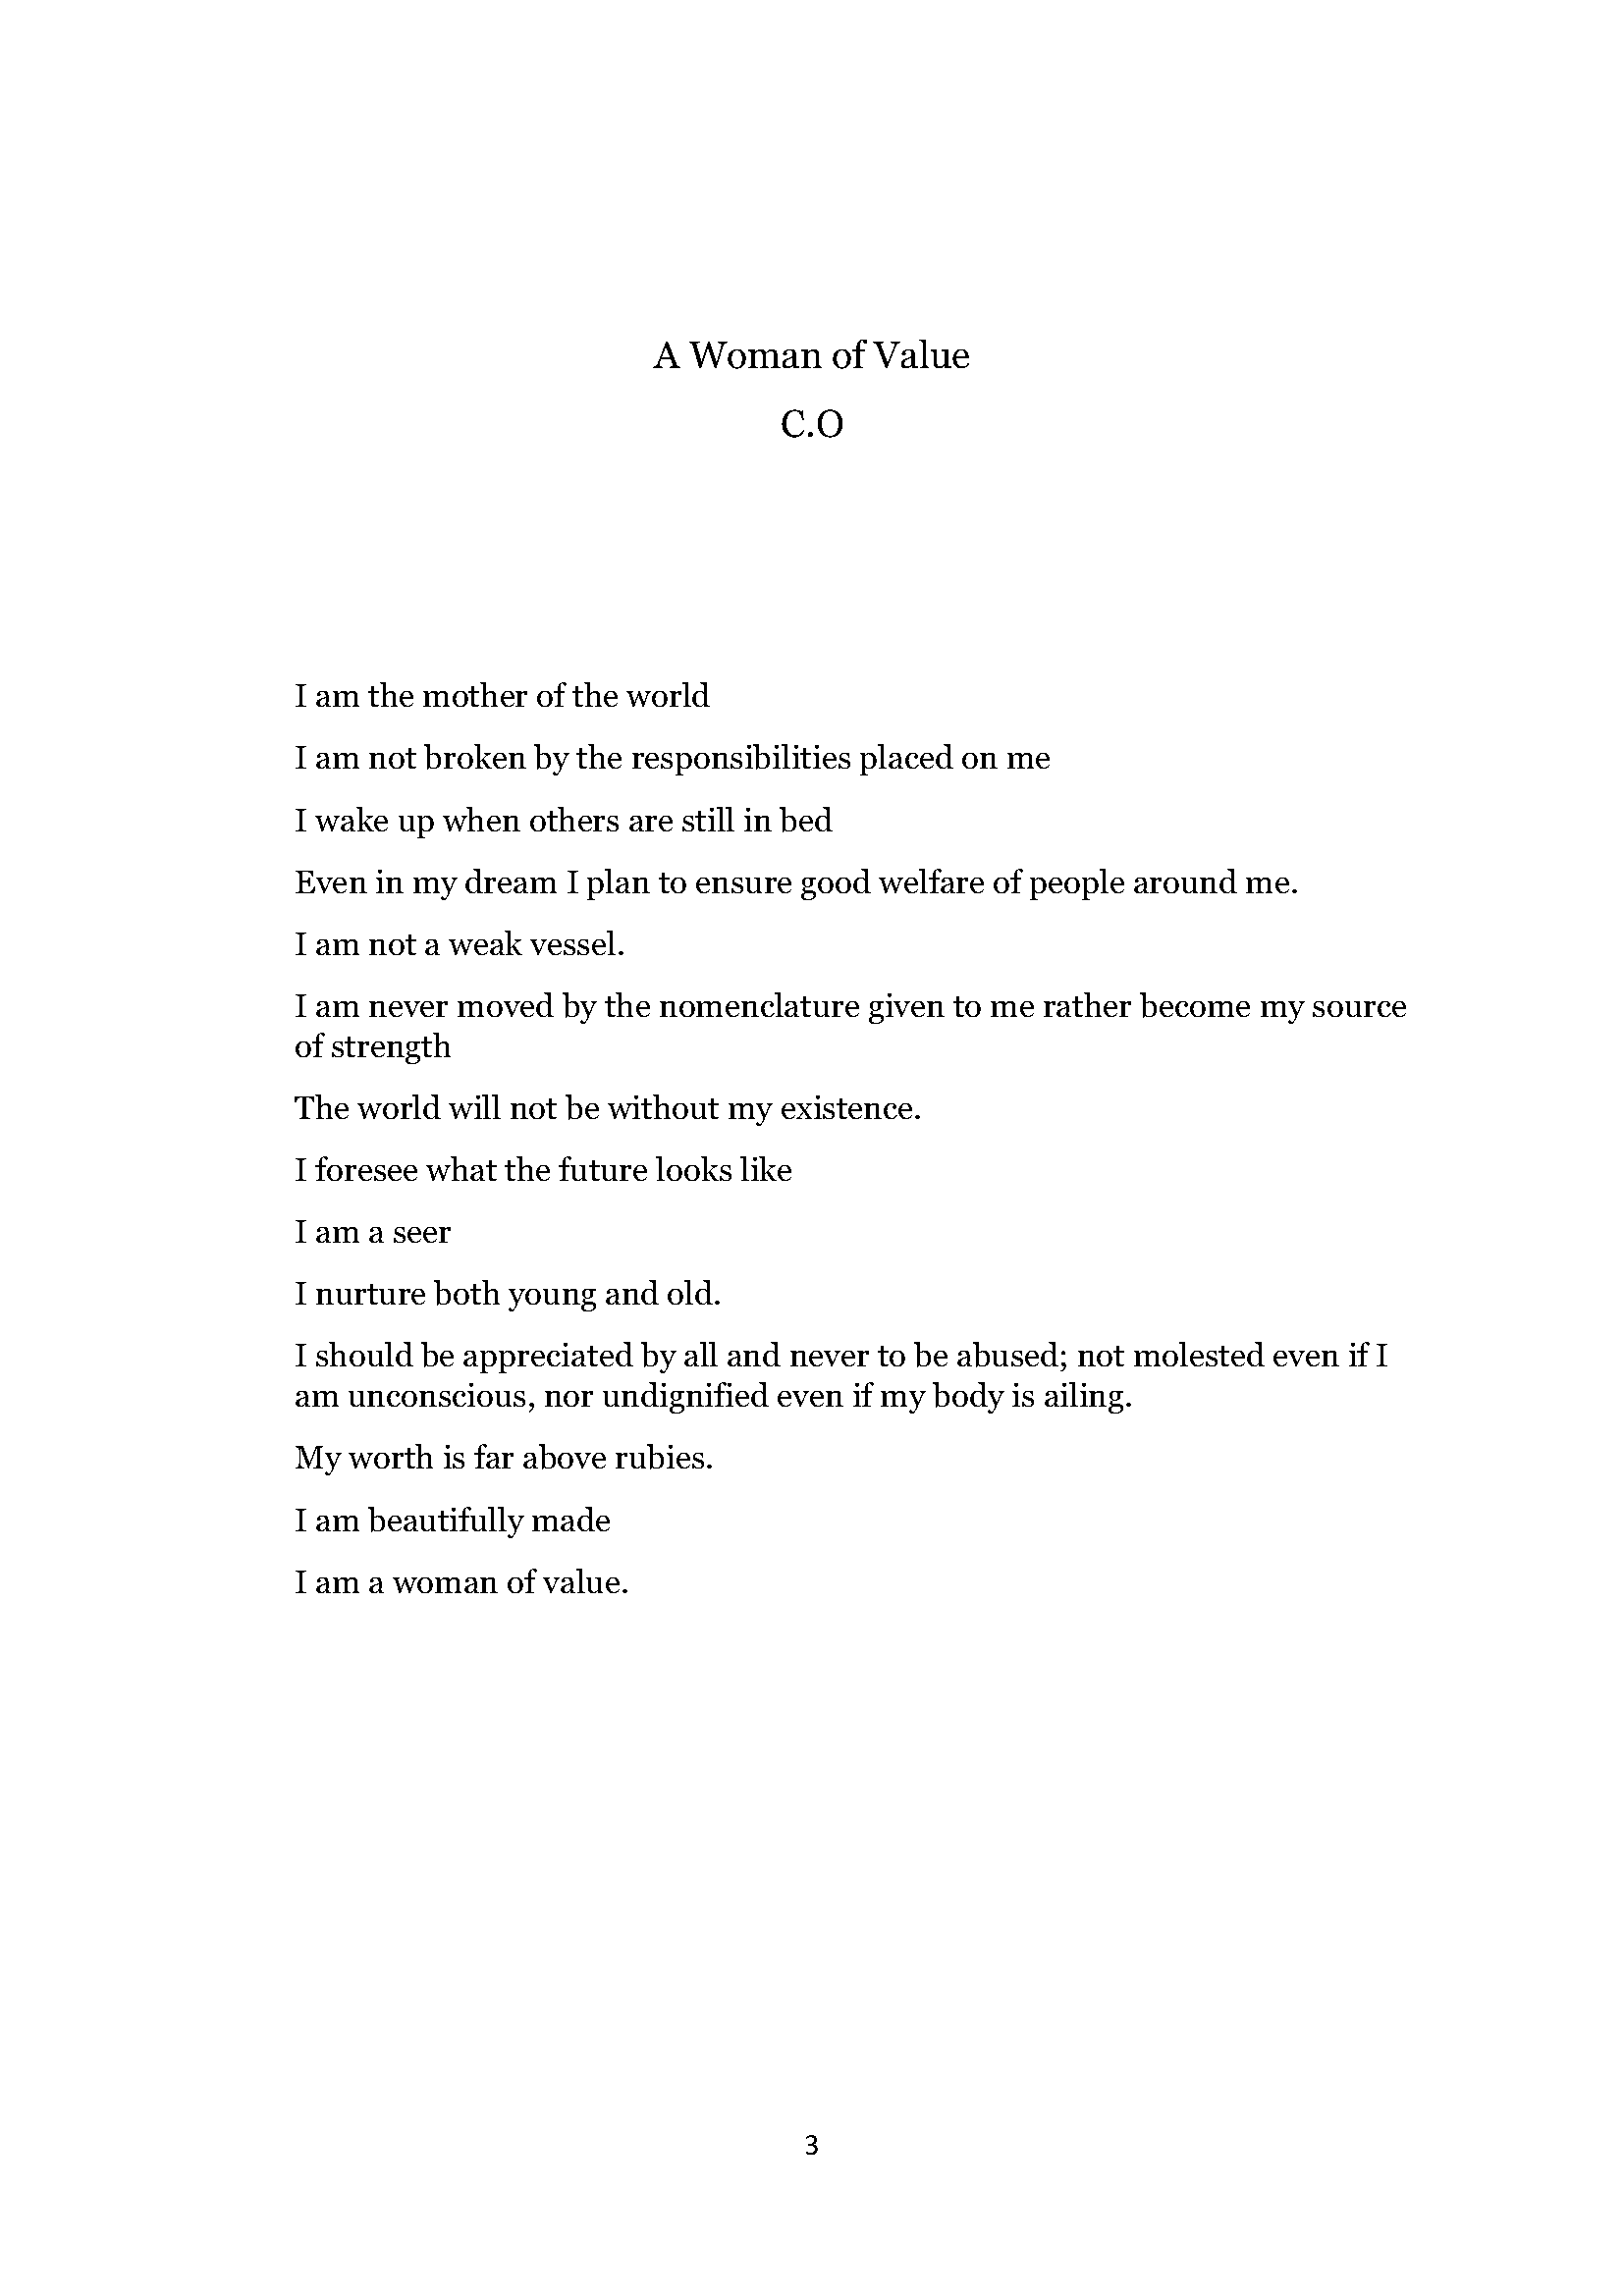 A Woman of Value
C.O
I am the mother of the world
I am not broken by the responsibilities placed on me
I wake up when others are still in bed
Even in my dream I plan to ensure good welfare of people around me.
I am not a weak vessel.
I am never moved by the nomenclature given to me rather become my source
of strength
The world will not be without my existence.
I foresee what the future looks like
I am a seer
I nurture both young and old.
I should be appreciated by all and never to be abused; not molested even if I
am unconscious, nor undignified even if my body is ailing.
My worth is far above rubies.
I am beautifully made
I am a woman of value.
3